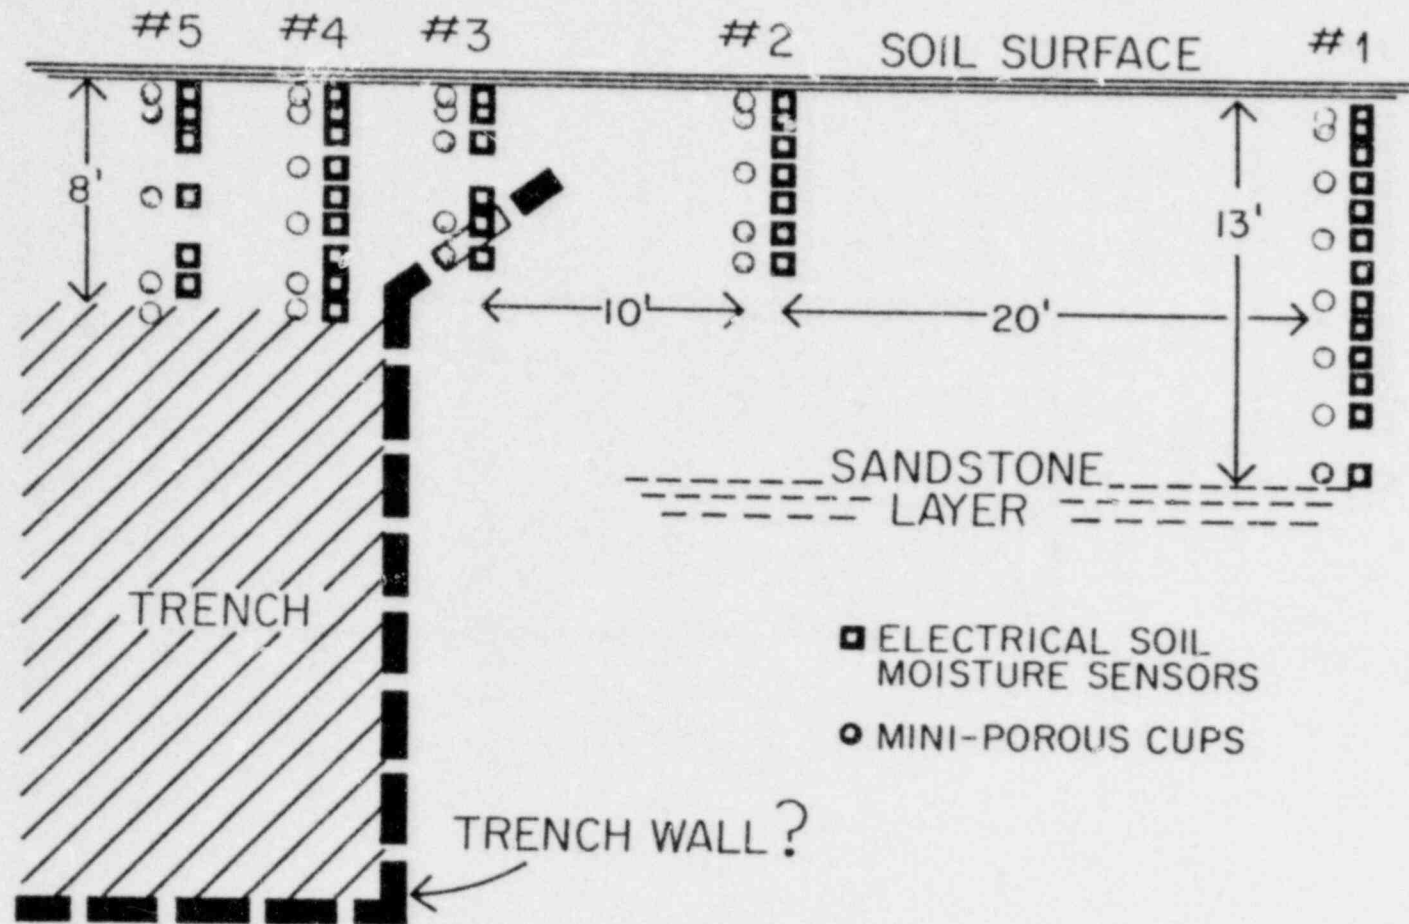 #5 #4 #3 #2 SOIL SURFACE #1
8'
13'
10'
20'
SANDSTONE
LAYER
TRENCH
ELECTRICAL SOIL
MOISTURE SENSORS
MINI-POROUS CUPS
TRENCH WALL?